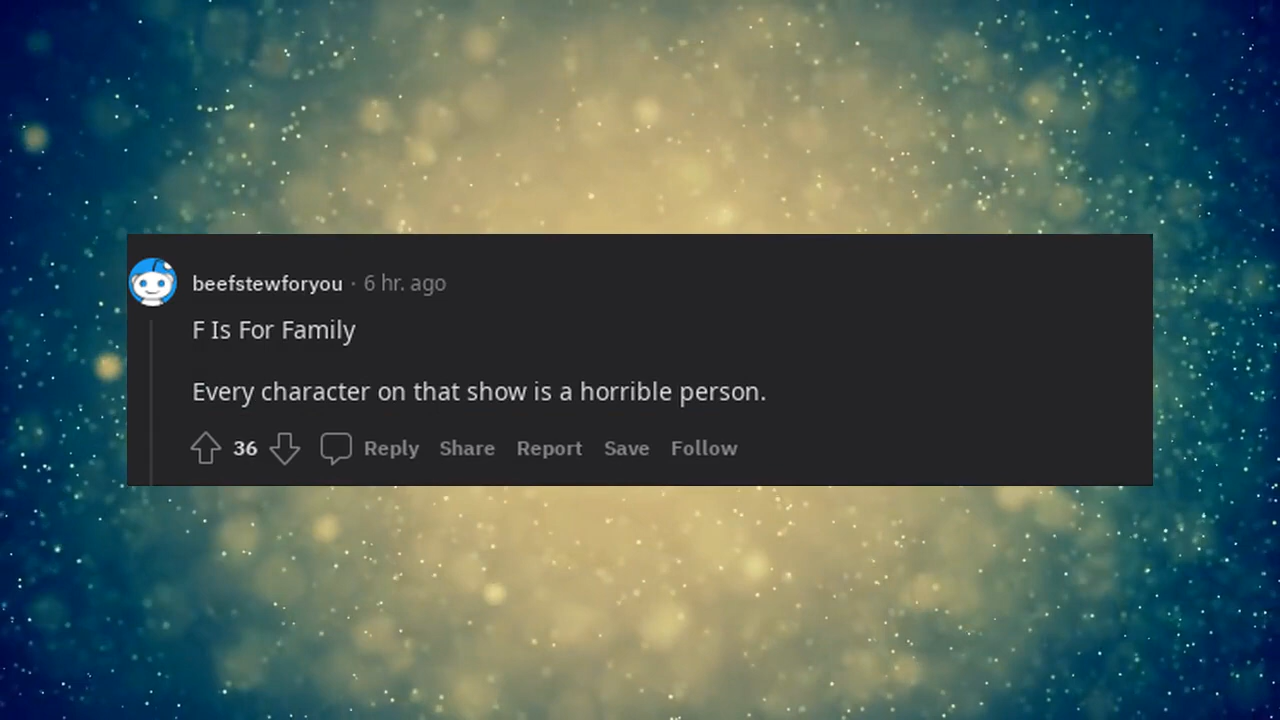 beefstewforyou · 6 hr. ago
F Is For Family
Every character on that show is a horrible person.
36 Reply Share Report Save Follow